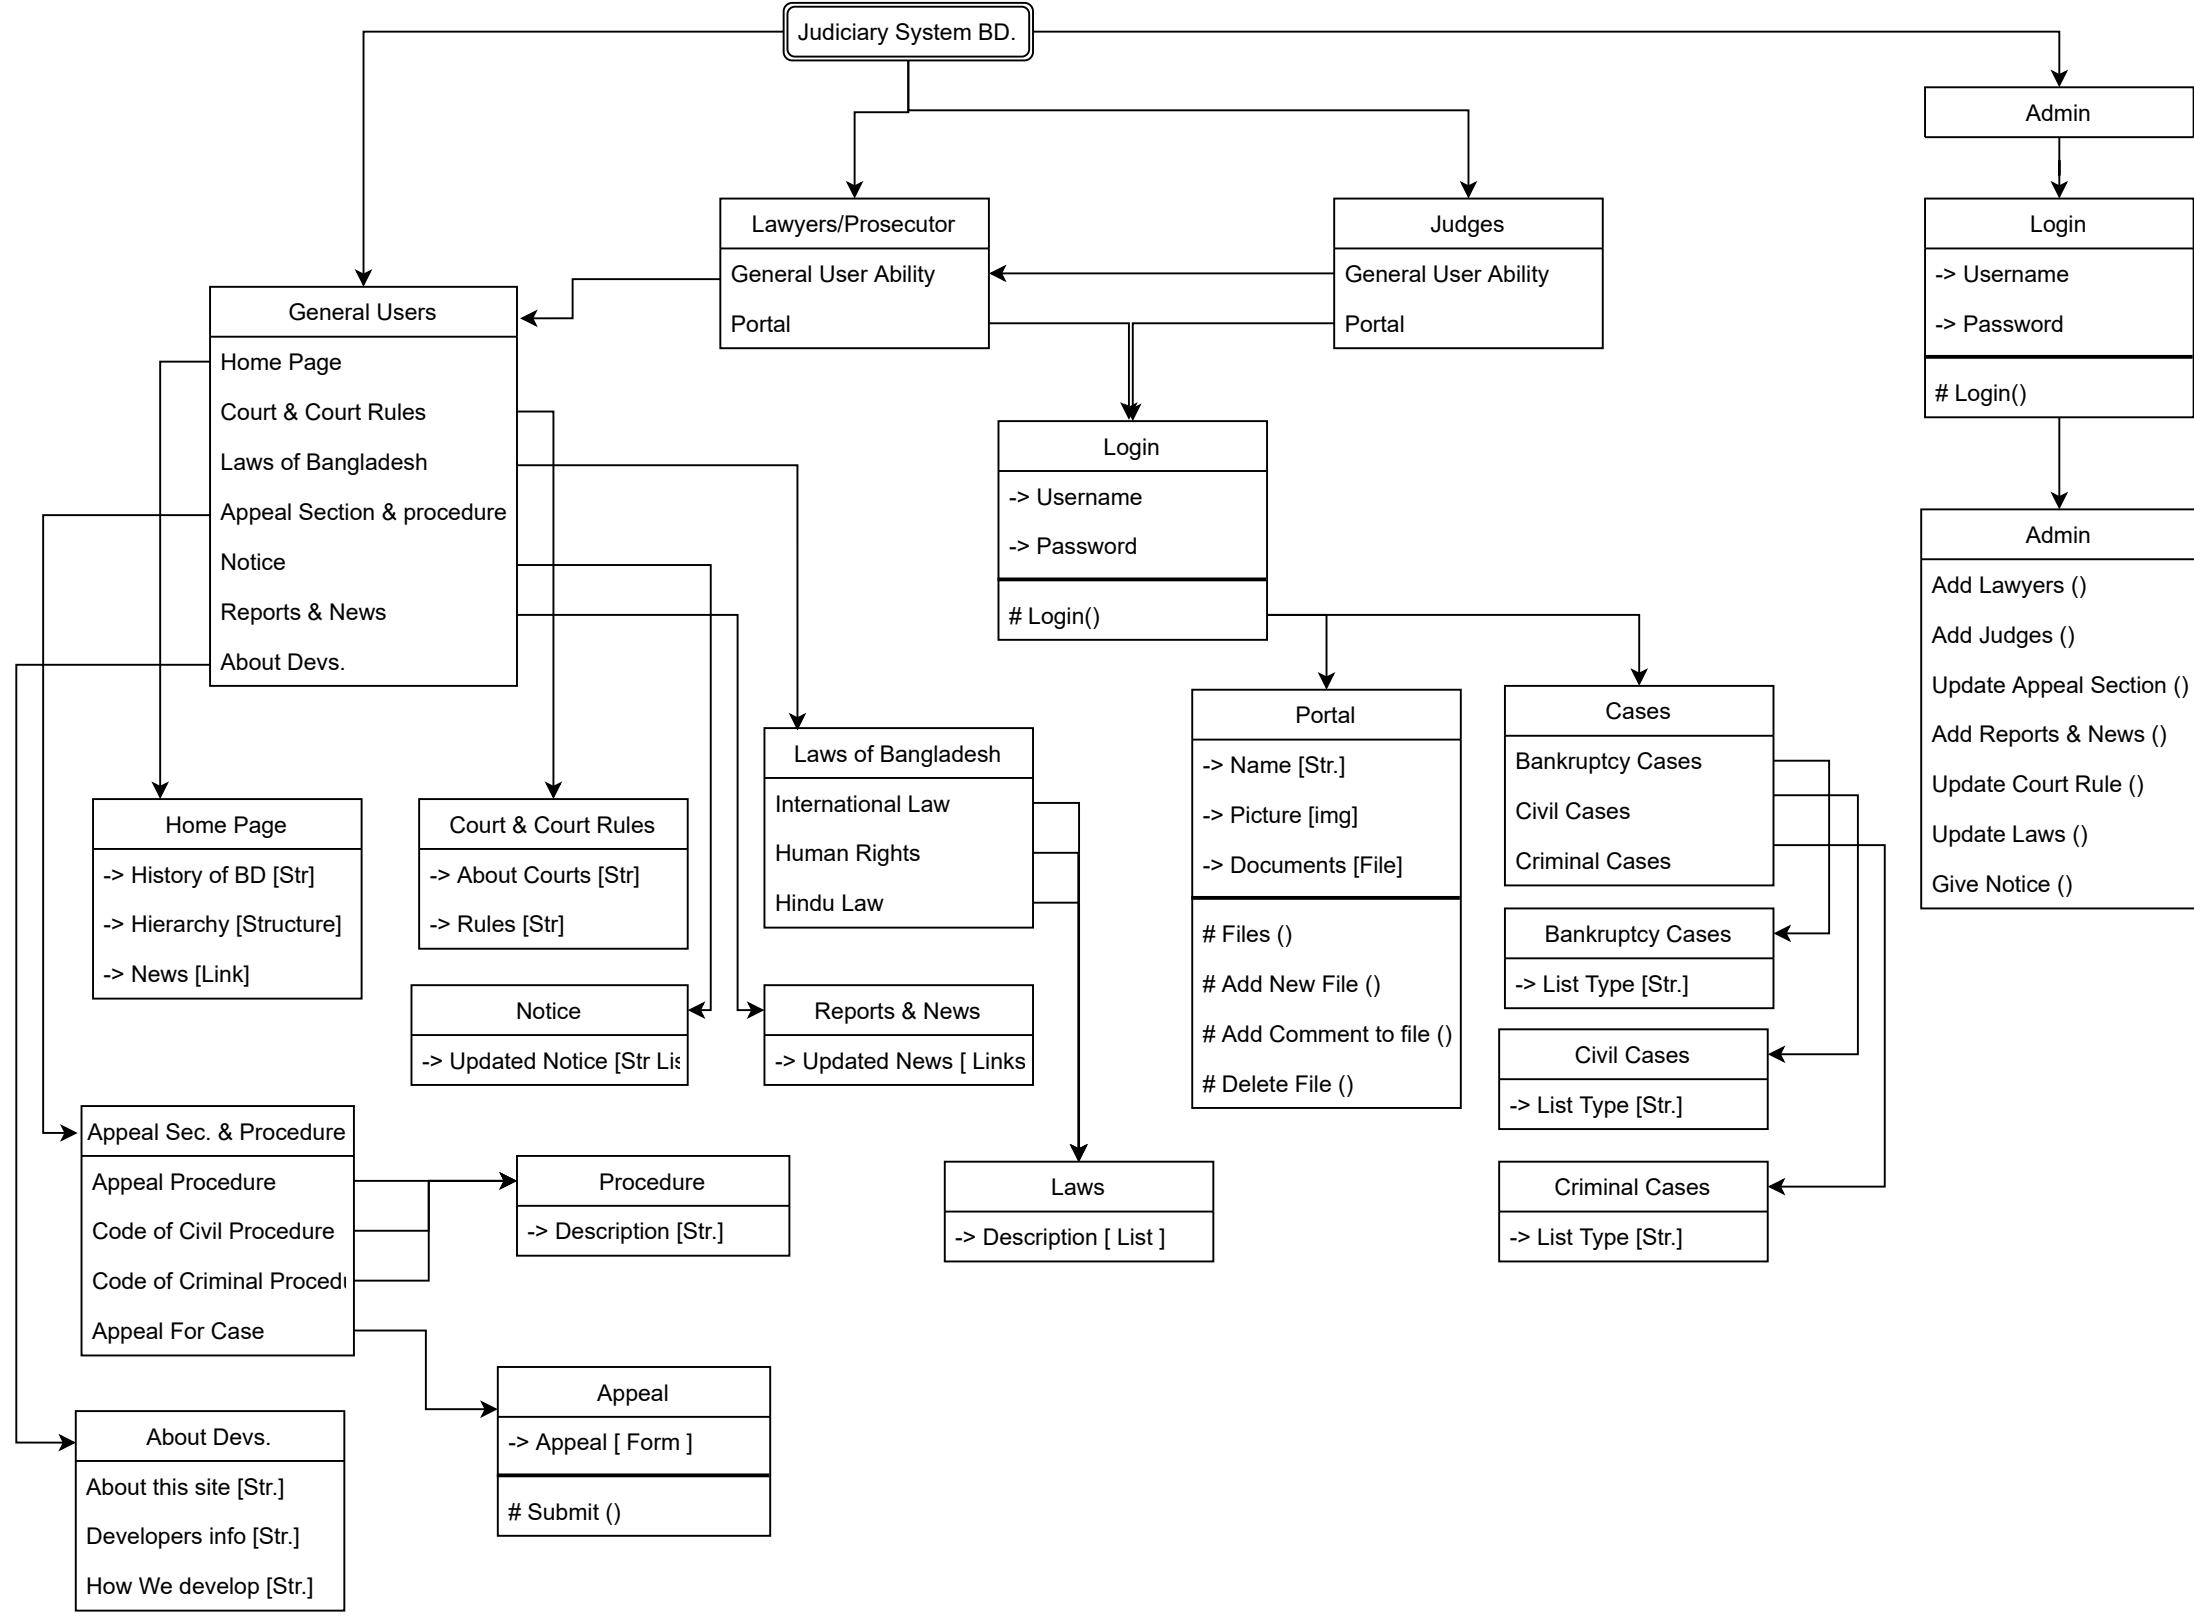 Judiciary System BD.
Admin
Login
-> Username
-> Password
# Login()
Admin
Add Lawyers ()
Add Judges ()
Update Appeal Section ()
Add Reports & News ()
Update Court Rule ()
Update Laws ()
Give Notice ()
Lawyers/Prosecutor
General User Ability
Portal
Judges
General User Ability
Portal
General Users
Home Page
Court & Court Rules
Laws of Bangladesh
Appeal Section & procedure
Notice
Reports & News
About Devs.
Login
-> Username
-> Password
# Login()
Portal
-> Name [Str.]
-> Picture [img]
-> Documents [File]
# Files ()
# Add New File ()
# Add Comment to file ()
# Delete File ()
Cases
Bankruptcy Cases
Civil Cases
Criminal Cases
Bankruptcy Cases
-> List Type [Str.]
Civil Cases
-> List Type [Str.]
Criminal Cases
-> List Type [Str.]
Laws of Bangladesh
International Law
Human Rights
Hindu Law
Home Page
-> History of BD [Str]
-> Hierarchy [Structure]
-> News [Link]
Court & Court Rules
-> About Courts [Str]
-> Rules [Str]
Notice
-> Updated Notice [Str Lis
Reports & News
-> Updated News [ Links
Appeal Sec. & Procedure
Appeal Procedure
Code of Civil Procedure
Code of Criminal Procedu
Appeal For Case
Procedure
-> Description [Str.]
Laws
-> Description [ List ]
Appeal
-> Appeal [ Form ]
# Submit ()
About Devs.
About this site [Str.]
Developers info [Str.]
How We develop [Str.]